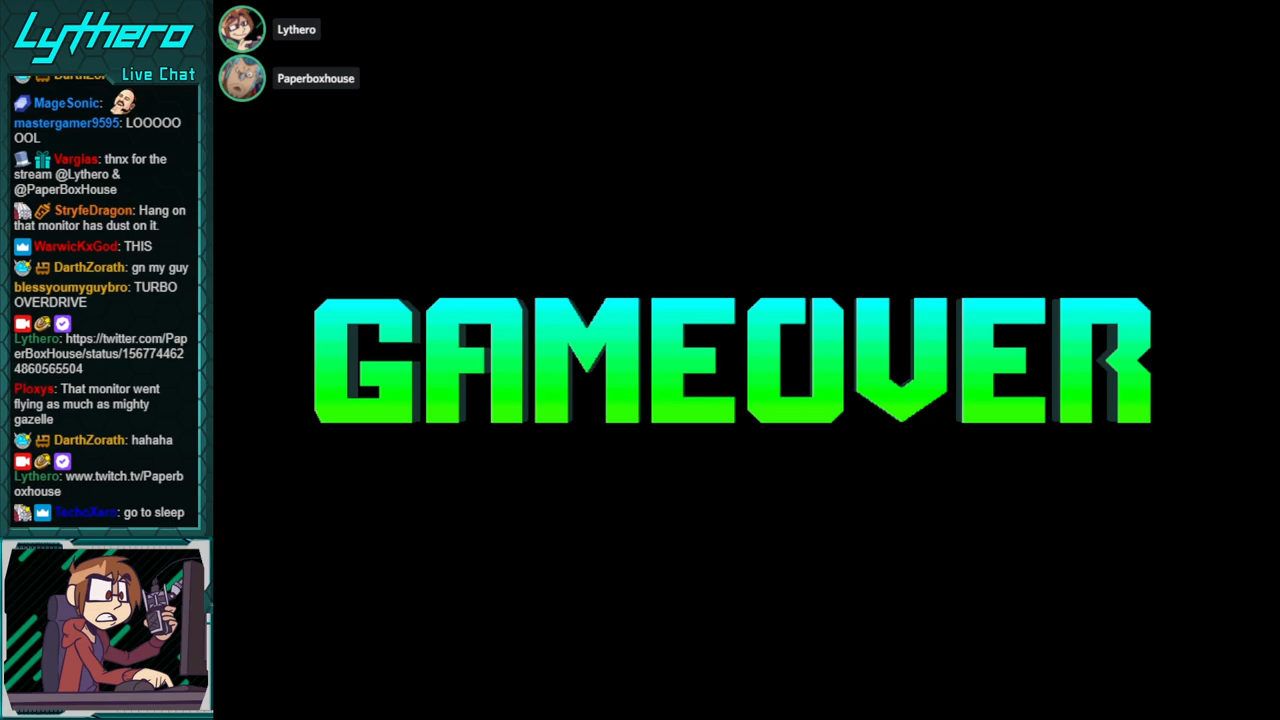 Lythero
Live Chat
MageSonic:
mastergamer9595: LOOOOO
OOL
Vargias: thnx for the
stream @Lythero &
@PaperBoxHouse
StryfeDragon: Hang on
that monitor has dust on it.
WarwicKxGod: THIS
DarthZorath: gn my guy
blessyoumyguybro: TURBO
OVERDRIVE
Lythero: https://twitter.com/Pap
erBoxHouse/status/156774462
4860565504
Ploxys: That monitor went
flying as much as mighty
gazelle
DarthZorath: hahaha
Lythero: www.twitch.tv/Paperb
oxhouse
: go to sleep
Lythero
Paperboxhouse
GAMEOVER